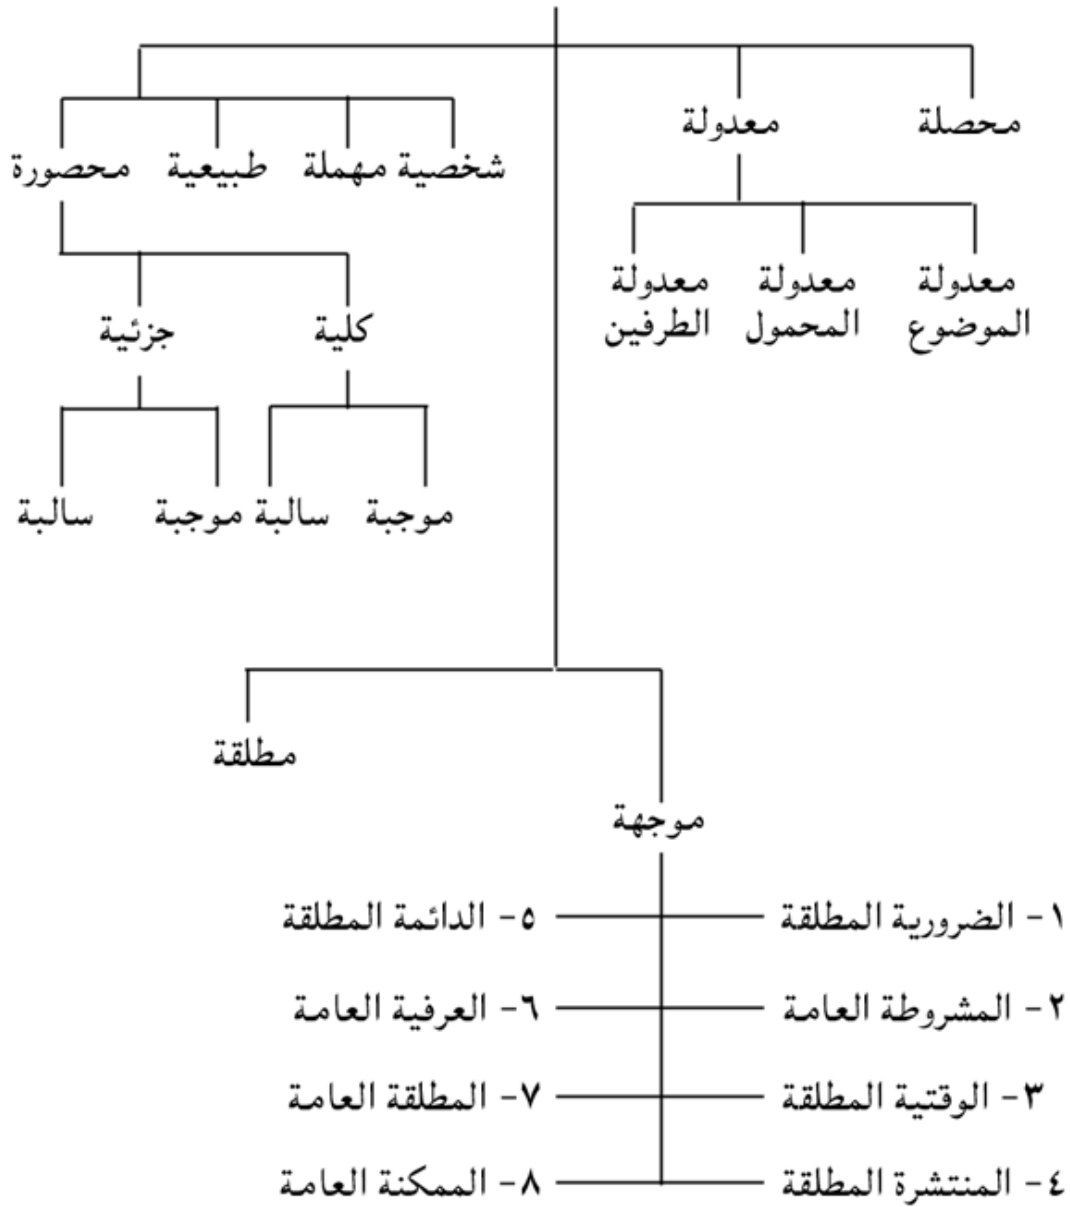 محصلة
معدولة
شخصية
مهملة
طبيعية
محصورة
معدولة
الموضوع
معدولة
المحمول
معدولة
الطرفين
كلية
جزئية
موجبة
سالبة
موجبة
سالبة
مطلقة
موجهة
١- الضرورية المطلقة
٥- الدائمة المطلقة
٢- المشروطة العامة
٦- العرفية العامة
٣- الوقتية المطلقة
٧- المطلقة العامة
٤- المنتشرة المطلقة
٨- الممكنة العامة